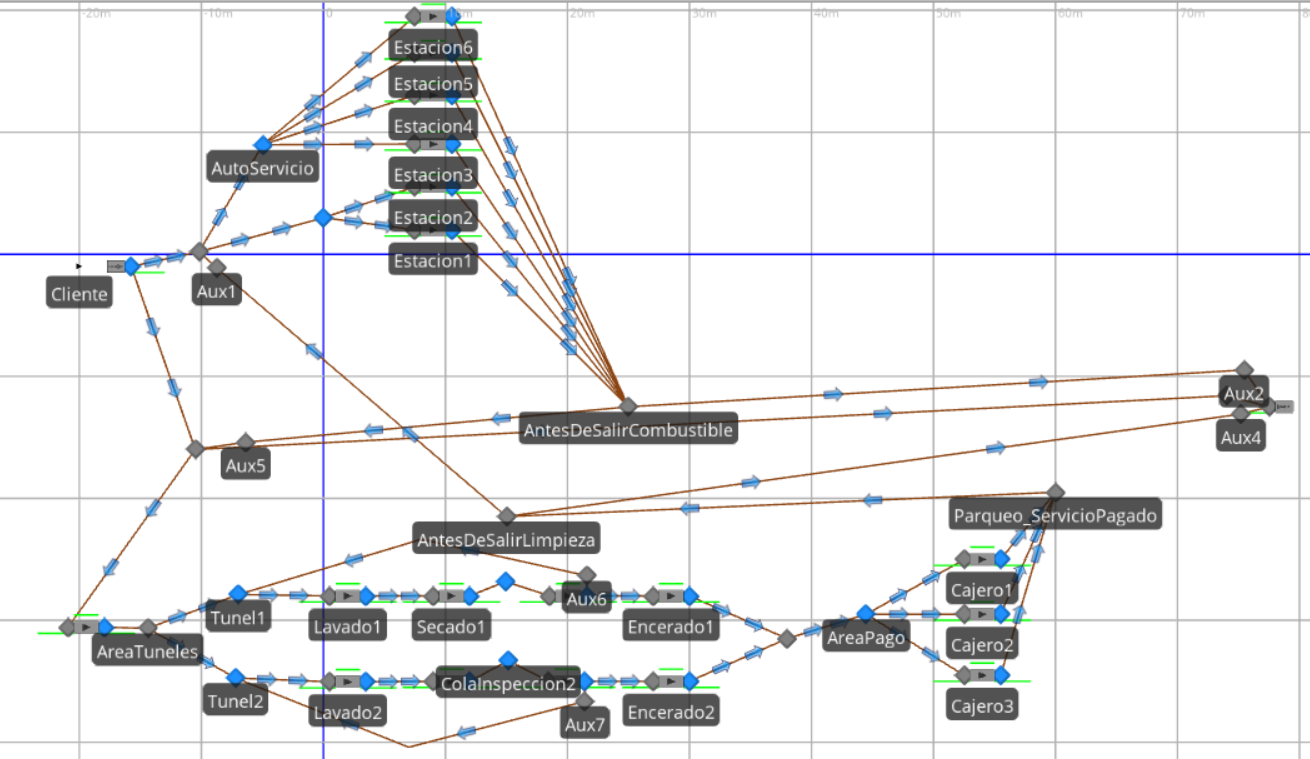 -20m -10m 0 10m 20m 30m 40m 50m 60m 70m
Estacion6
Estacion5
Estacion4
AutoServicio
Estacion3
Estacion2
Estacion1
Cliente
Aux1
Aux2
AntesDeSalirCombustible
Aux4
Aux5
Parqueo_ServicioPagado
AntesDeSalirLimpieza
Cajero1
Aux6
Tunel1
Lavado1
Secado1
Encerado1
AreaPago
Cajero2
AreaTuneles
ColaInspeccion2
Tunel2
Lavado2
Encerado2
Cajero3
Aux7